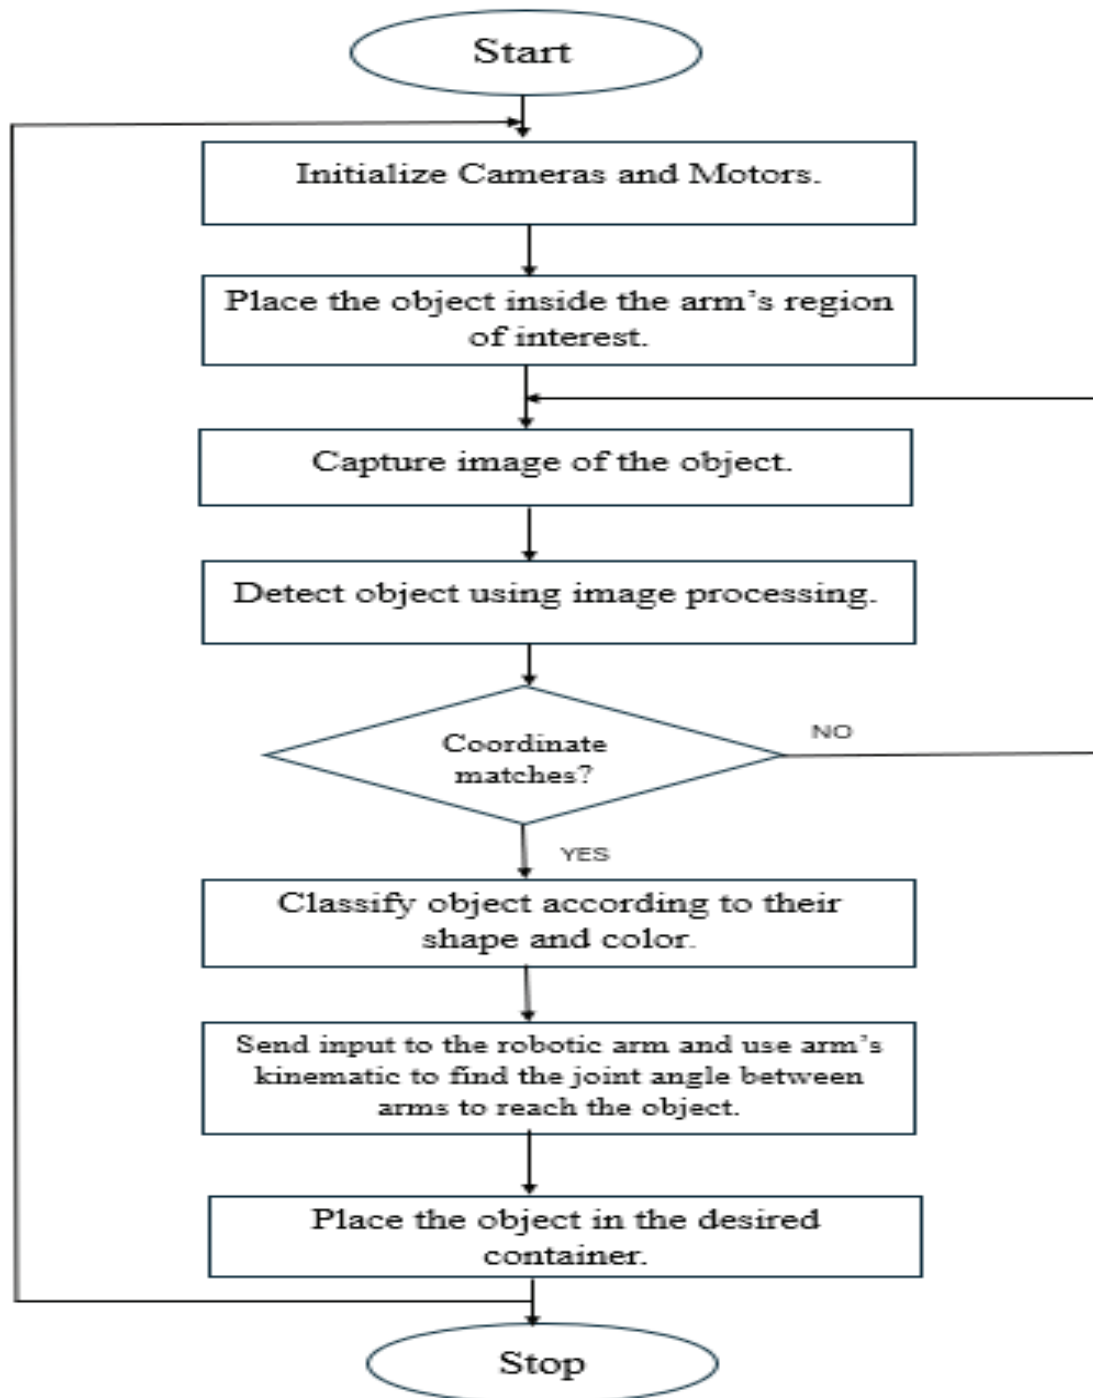 Start
Initialize Cameras and Motors.
Place the object inside the arm’s region
of interest.
Capture image of the object.
Detect object using image processing.
Coordinate
matches?
NO
YES
Classify object according to their
shape and color.
Send input to the robotic arm and use arm’s
kinematic to find the joint angle between
arms to reach the object.
Place the object in the desired
container.
Stop